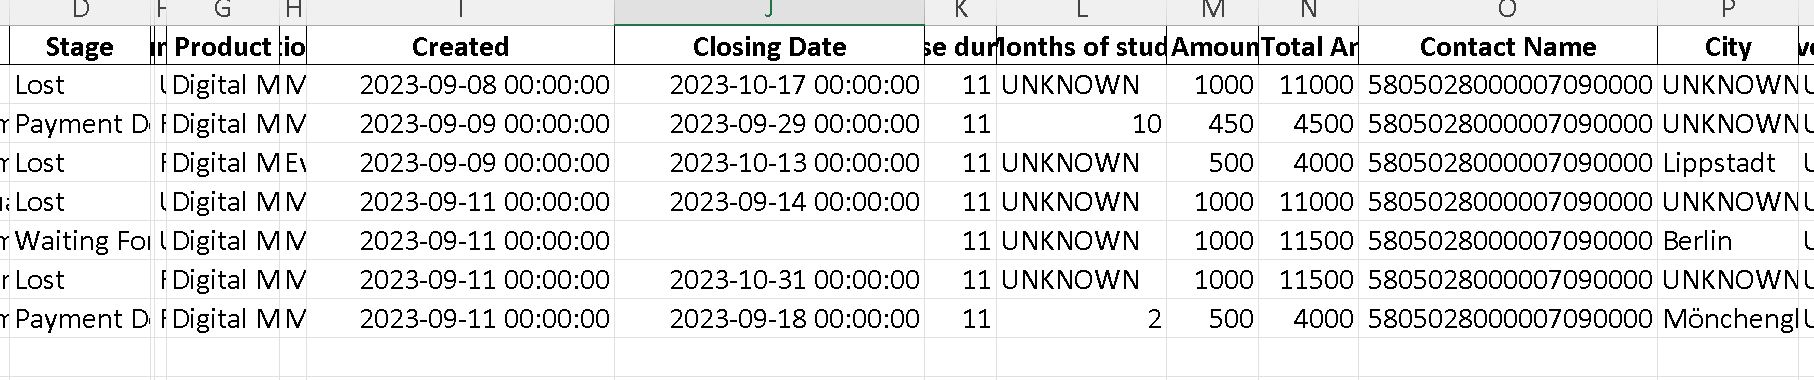 D F G H I J K L M N O P
Stage Product Created Closing Date se dur Months of stud Amoun Total Ar Contact Name City
Lost U Digital M M 2023-09-08 00:00:00 2023-10-17 00:00:00 11 UNKNOWN 1000 11000 5805028000007090000 UNKNOWN U
Payment De F Digital M M 2023-09-09 00:00:00 2023-09-29 00:00:00 11 10 450 4500 5805028000007090000 UNKNOWN U
Lost F Digital M Ev 2023-09-09 00:00:00 2023-10-13 00:00:00 11 UNKNOWN 500 4000 5805028000007090000 Lippstadt U
Lost U Digital M M 2023-09-11 00:00:00 2023-09-14 00:00:00 11 UNKNOWN 1000 11000 5805028000007090000 UNKNOWN U
Waiting For U Digital M M 2023-09-11 00:00:00 11 UNKNOWN 1000 11500 5805028000007090000 Berlin U
Lost F Digital M M 2023-09-11 00:00:00 2023-10-31 00:00:00 11 UNKNOWN 1000 11500 5805028000007090000 UNKNOWN U
Payment De F Digital M M 2023-09-11 00:00:00 2023-09-18 00:00:00 11 2 500 4000 5805028000007090000 Möncheng U